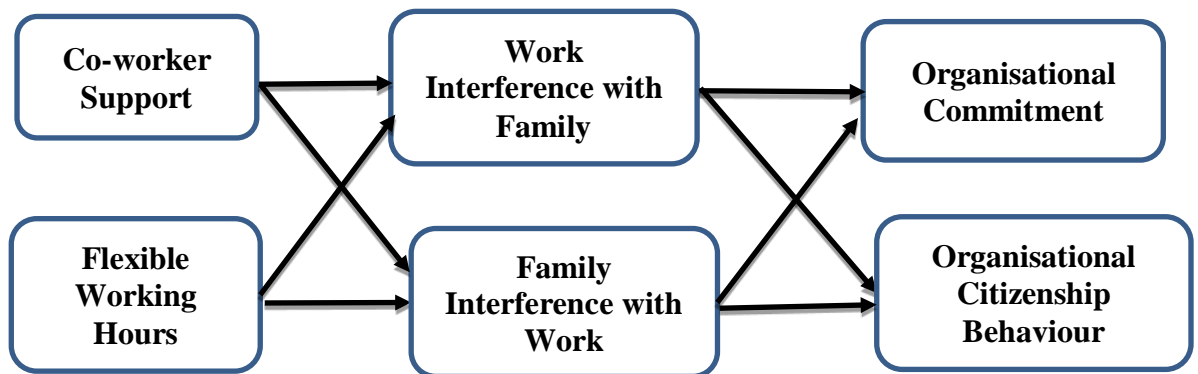 Co-worker
Support
Work
Interference with
Family
Organisational
Commitment
Flexible
Working
Hours
Family
Interference with
Work
Organisational
Citizenship
Behaviour